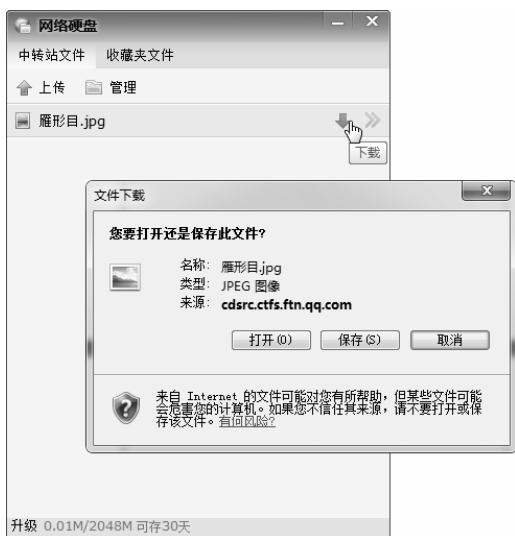 网络硬盘
中转站文件 收藏夹文件
上传 管理
雁形目.jpg
下载
文件下载
您要打开还是保存此文件?
名称: 雁形目.jpg
类型: JPEG 图像
来源: cdsrc.ctfs.ftn.qq.com
打开(O) 保存(S) 取消
来自 Internet 的文件可能对您有所帮助，但某些文件可能
会危害您的计算机。如果您不信任其来源，请不要打开或保
存该文件。有何风险?
升级 0.01M/2048M 可存30天